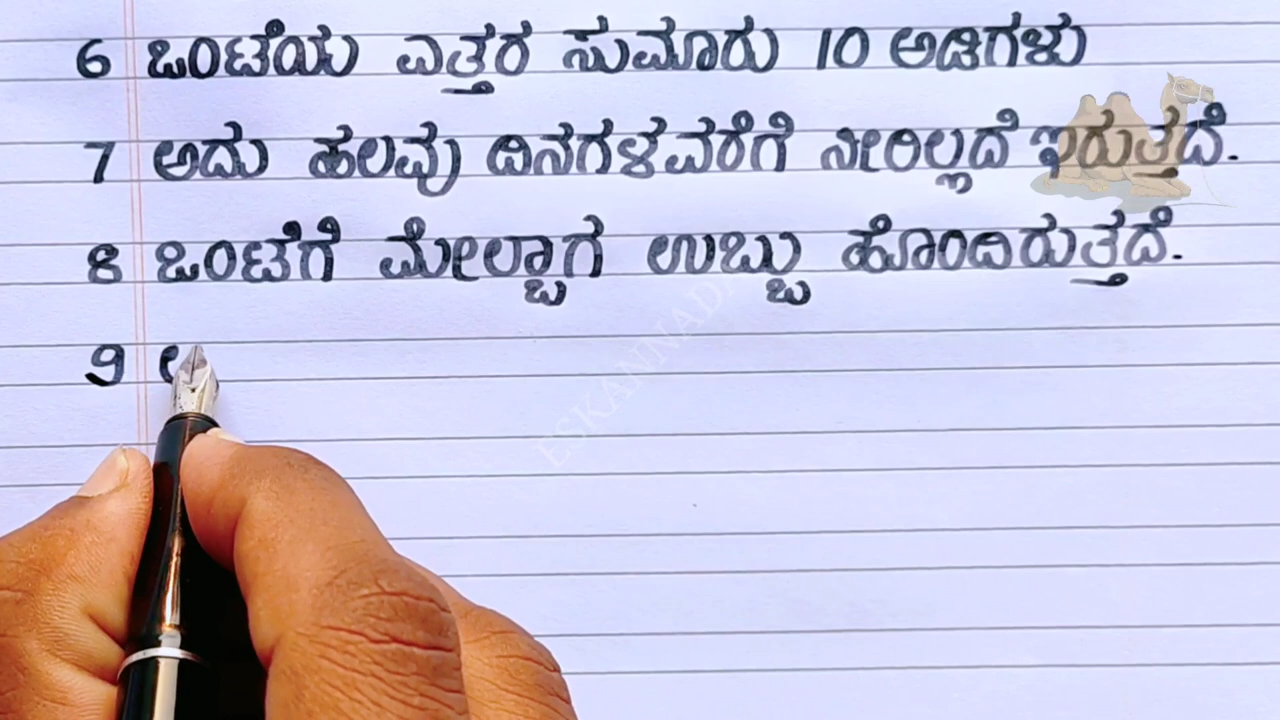 6 ಒಂಟೆಯ ಎತ್ತರ ಸುಮಾರು 10 ಅಡಿಗಳು
7 ಅದು ಹಲವು ದಿನಗಳವರೆಗೆ ನೀರಿಲ್ಲದೆ ಇರುತ್ತದೆ.
8 ಒಂಟೆಗೆ ಮೇಲ್ಭಾಗ ಉಬ್ಬು ಹೊಂದಿರುತ್ತದೆ.
9